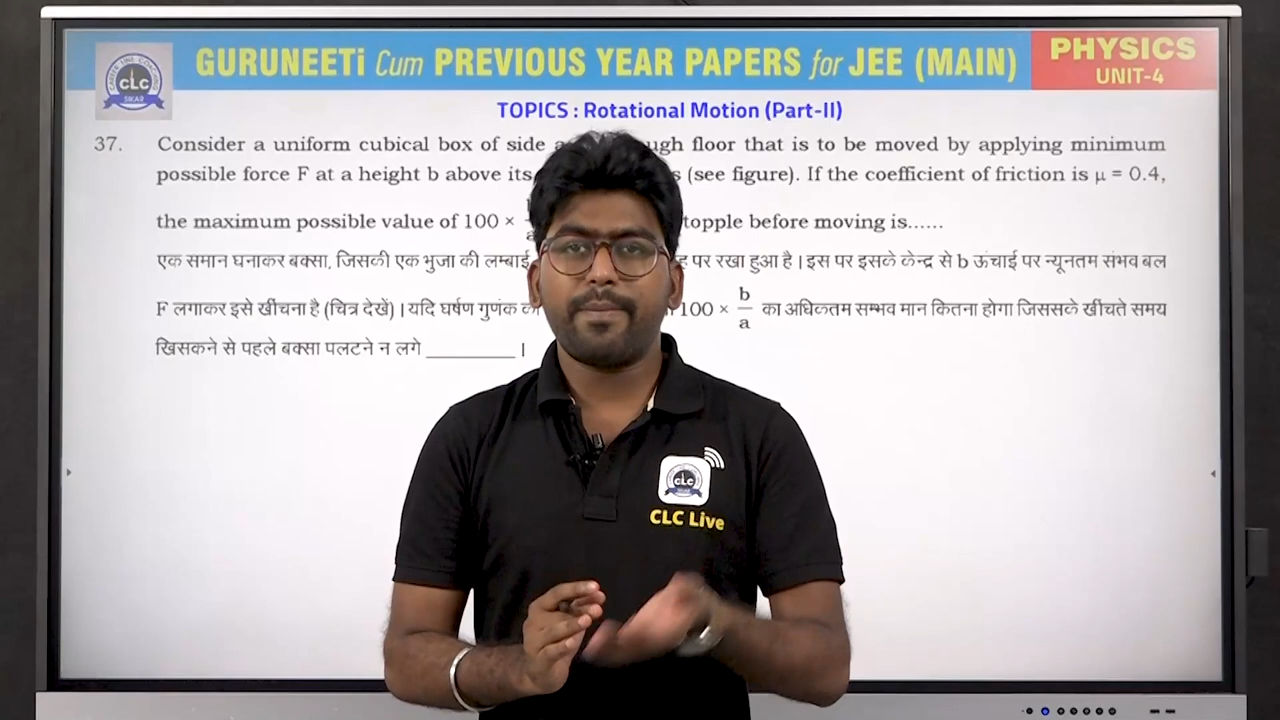 GURUNEETi Cum PREVIOUS YEAR PAPERS for JEE (MAIN)
PHYSICS
UNIT-4
CLC
SIKAR
TOPICS : Rotational Motion (Part-II)
37. Consider a uniform cubical box of side a floor that is to be moved by applying minimum
possible force F at a height b above its (see figure). If the coefficient of friction is μ = 0.4,
the maximum possible value of 100 × topple before moving is......
एक समान घनाकर बक्सा, जिसकी एक भुजा की लम्बाई पर रखा हुआ है। इस पर इसके केन्द्र से b ऊंचाई पर न्यूनतम संभव बल
F लगाकर इसे खींचना है (चित्र देखें)। यदि घर्षण गुणंक 100 × b/a का अधिकतम सम्भव मान कितना होगा जिससके खींचते समय
खिसकने से पहले बक्सा पलटने न लगे _________ ।
CLC
CLC Live